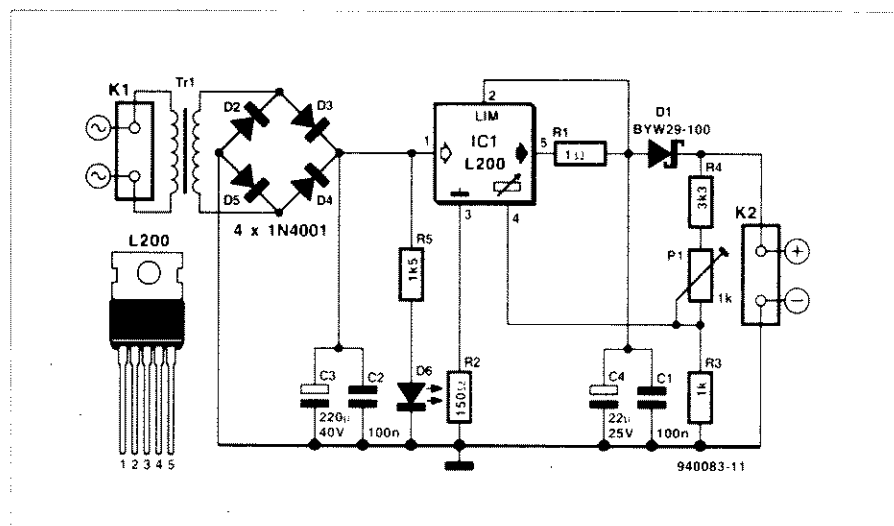 K1
Tr1
D2
D3
D5
D4
4 x 1N4001
L200
1 2 3 4 5
2
LIM
IC1
L200
1
5
3
4
R1
1Ω
D1
BYW29-100
R4
3k3
K2
P1
1k
+
−
R5
1k5
D6
R2
150Ω
C3
220µ
40V
C2
100n
C4
22µ
25V
C1
100n
R3
1k
940083-11